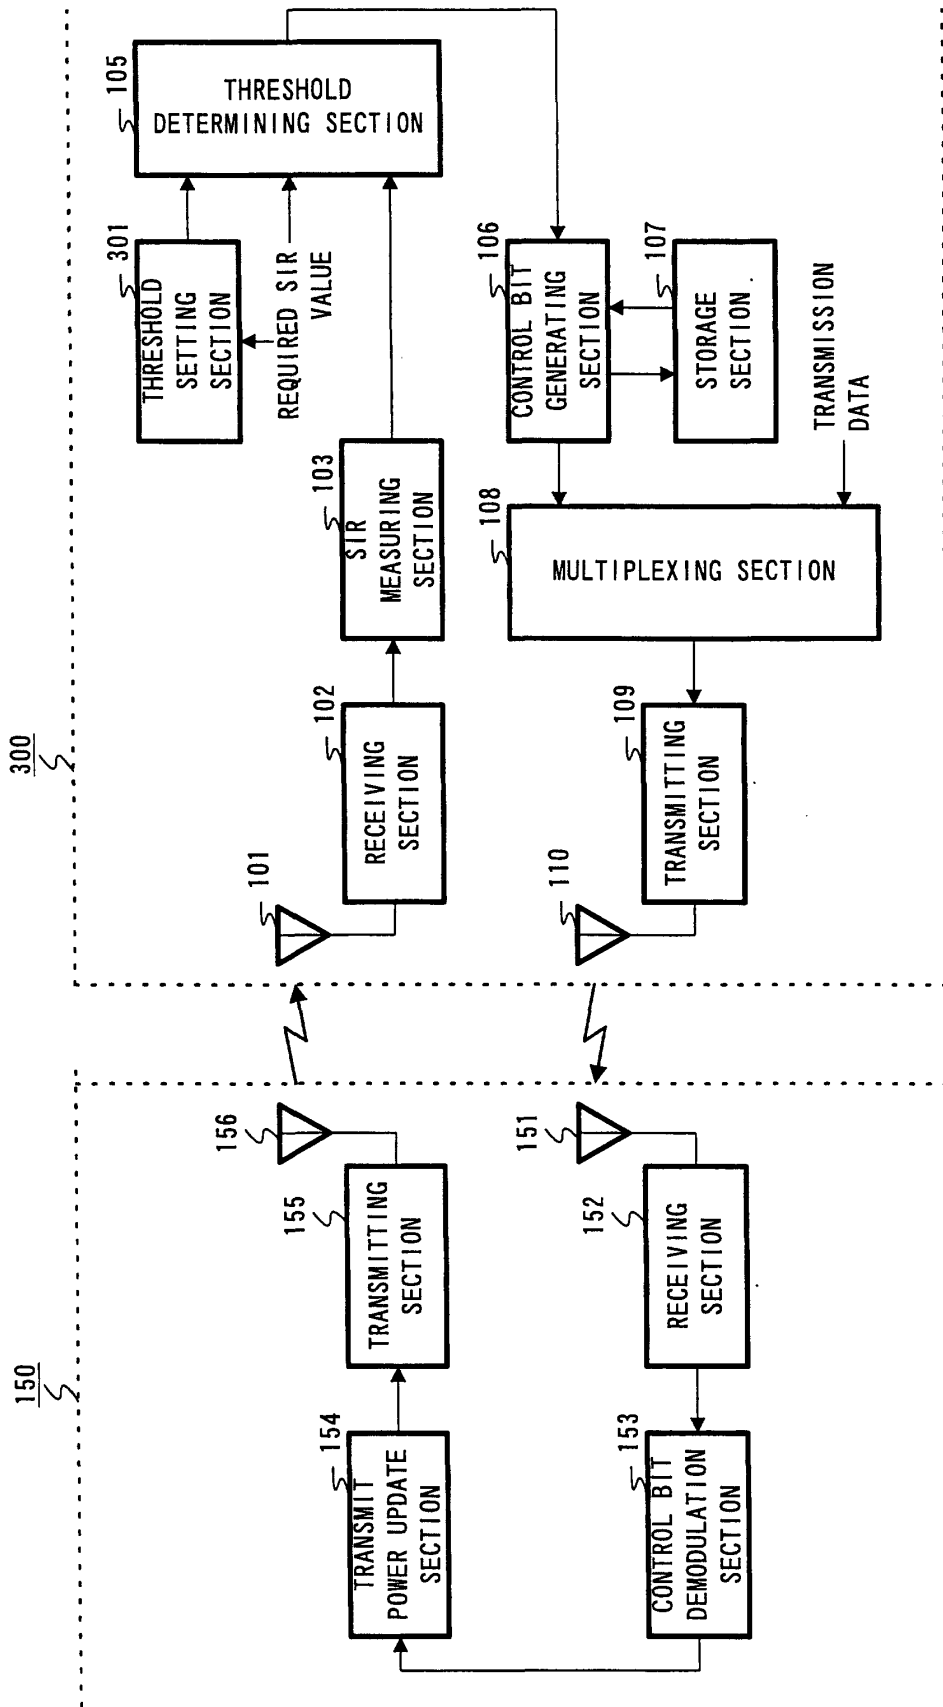 150
154
TRANSMIT
POWER UPDATE
SECTION
155
TRANSMITTING
SECTION
156
153
CONTROL BIT
DEMODULATION
SECTION
152
RECEIVING
SECTION
151
300
101
102
RECEIVING
SECTION
103
SIR
MEASURING
SECTION
301
THRESHOLD
SETTING
SECTION
REQUIRED SIR
VALUE
105
THRESHOLD
DETERMINING SECTION
110
109
TRANSMITTING
SECTION
108
MULTIPLEXING SECTION
106
CONTROL BIT
GENERATING
SECTION
107
STORAGE
SECTION
TRANSMISSION
DATA